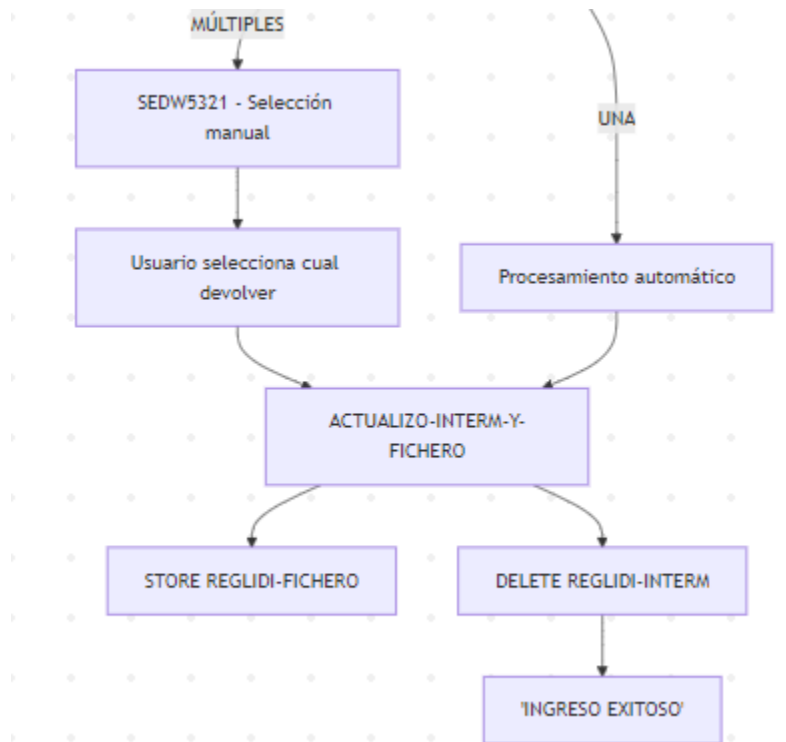 MÚLTIPLES
SEDW5321 - Selección
manual
UNA
Usuario selecciona cual
devolver
Procesamiento automático
ACTUALIZO-INTERM-Y-
FICHERO
STORE REGLIDI-FICHERO
DELETE REGLIDI-INTERM
'INGRESO EXITOSO'